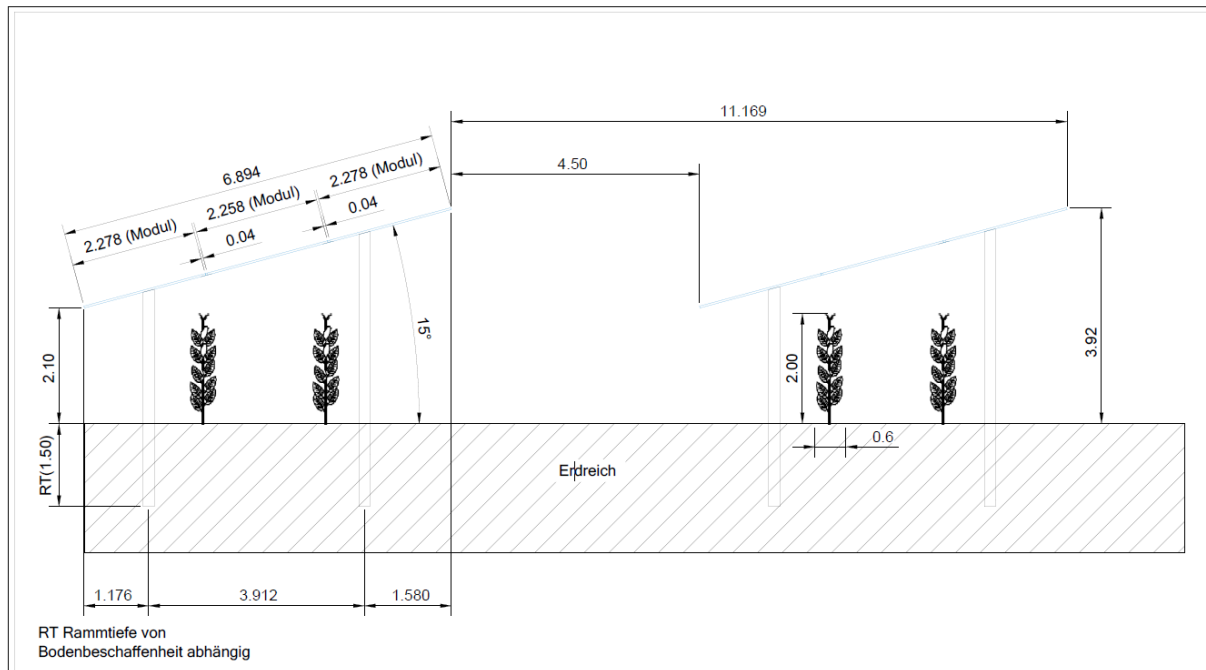 11.169
4.50
6.894
2.278 (Modul)
2.258 (Modul)
2.278 (Modul)
0.04
0.04
15°
2.10
2.00
3.92
RT(1.50)
0.6
Erdreich
1.176
3.912
1.580
RT Rammtiefe von
Bodenbeschaffenheit abhängig